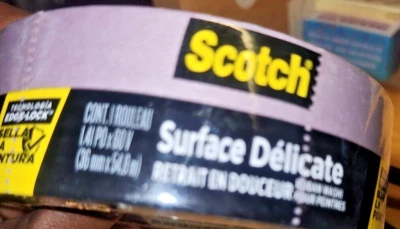 Scotch
TECNOLOGÍA
EDGE-LOCK
SELLA
LA
PINTURA
CONT. 1 ROULEAU
1,41 PO x 60 V
(36 mm x 54,8 m)
Surface Délicate
RETRAIT EN DOUCEUR